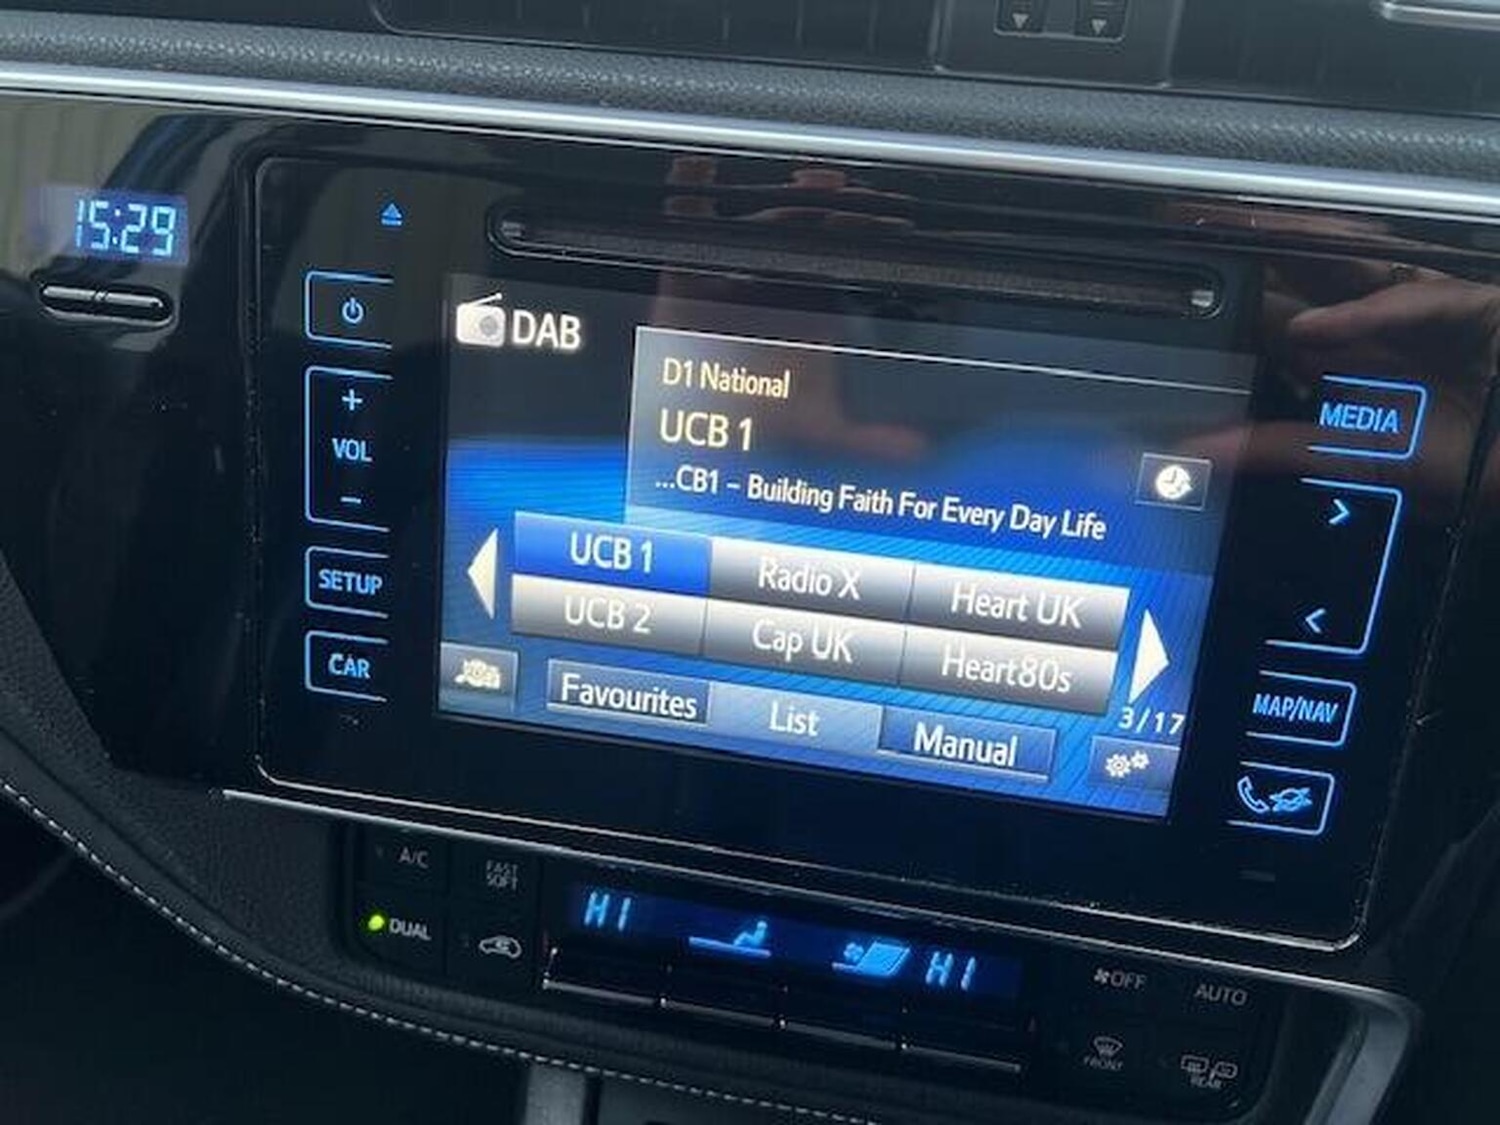 15:29
DAB
D1 National
UCB 1
...CB1 – Building Faith For Every Day Life
UCB 1
Radio X
Heart UK
UCB 2
Cap UK
Heart80s
Favourites
List
Manual
3/17
+
VOL
–
SETUP
CAR
MEDIA
>
<
MAP/NAV
A/C
FAST
SOFT
DUAL
HI
HI
OFF
AUTO
FRONT
REAR